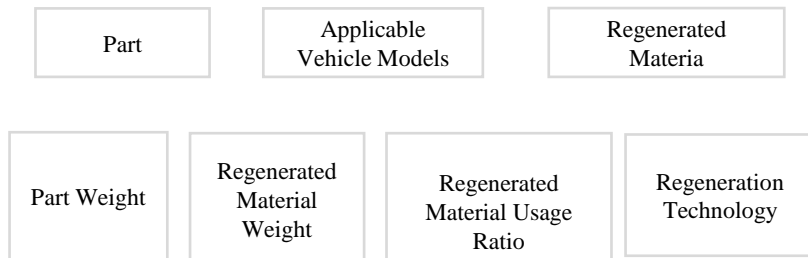 Part
Applicable
Vehicle Models
Regenerated
Materia
Part Weight
Regenerated
Material
Weight
Regenerated
Material Usage
Ratio
Regeneration
Technology